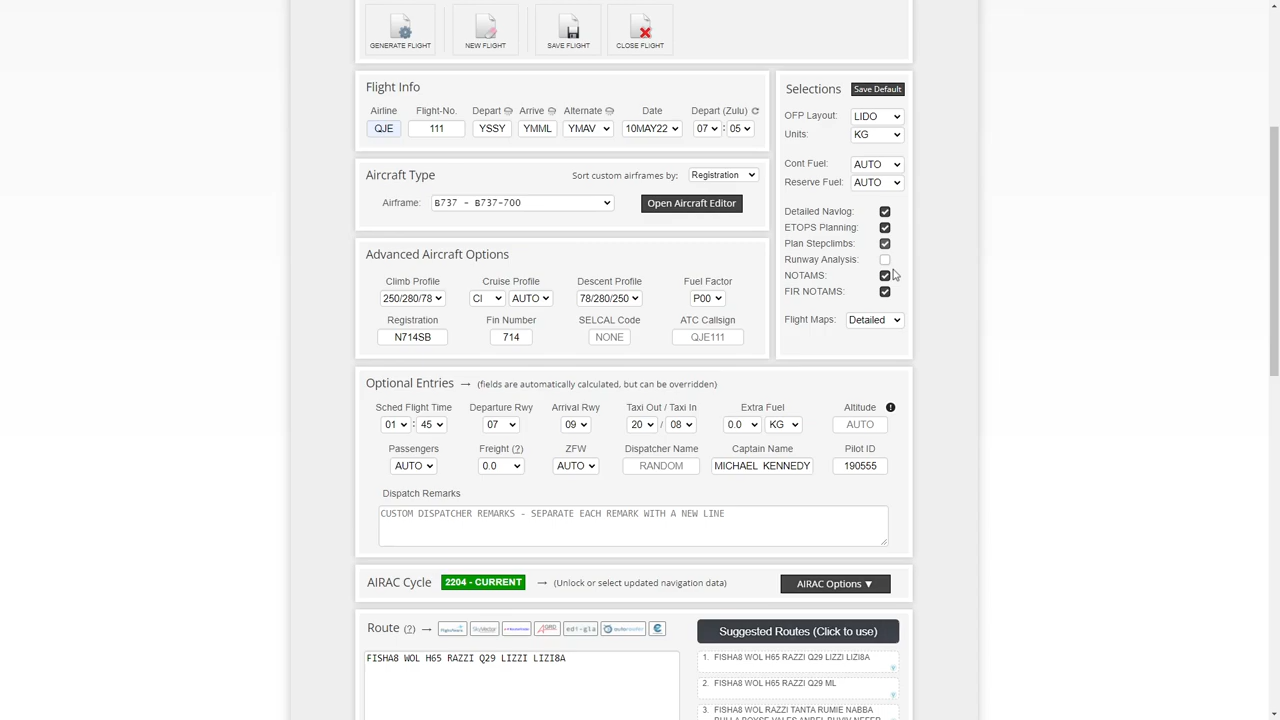 GENERATE FLIGHT NEW FLIGHT SAVE FLIGHT CLOSE FLIGHT
Flight Info
Airline Flight-No. Depart Arrive Alternate Date Depart (Zulu)
QJE 111 YSSY YMML YMAV 10MAY22 07 : 05
Aircraft Type Sort custom airframes by: Registration
Airframe: B737 - B737-700 Open Aircraft Editor
Advanced Aircraft Options
Climb Profile Cruise Profile Descent Profile Fuel Factor
250/280/78 CI AUTO 78/280/250 P00
Registration Fin Number SELCAL Code ATC Callsign
N714SB 714 NONE QJE111
Selections Save Default
OFP Layout: LIDO
Units: KG
Cont Fuel: AUTO
Reserve Fuel: AUTO
Detailed Navlog:
ETOPS Planning:
Plan Stepclimbs:
Runway Analysis:
NOTAMS:
FIR NOTAMS:
Flight Maps: Detailed
Optional Entries → (fields are automatically calculated, but can be overridden)
Sched Flight Time Departure Rwy Arrival Rwy Taxi Out / Taxi In Extra Fuel Altitude
01 : 45 07 09 20 / 08 0.0 KG AUTO
Passengers Freight (?) ZFW Dispatcher Name Captain Name Pilot ID
AUTO 0.0 AUTO RANDOM MICHAEL KENNEDY 190555
Dispatch Remarks
CUSTOM DISPATCHER REMARKS - SEPARATE EACH REMARK WITH A NEW LINE
AIRAC Cycle 2204 - CURRENT → (Unlock or select updated navigation data) AIRAC Options ▼
Route (?) →
FISHA8 WOL H65 RAZZI Q29 LIZZI LIZI8A
Suggested Routes (Click to use)
1. FISHA8 WOL H65 RAZZI Q29 LIZZI LIZI8A
2. FISHA8 WOL H65 RAZZI Q29 ML
3. FISHA8 WOL RAZZI TANTA RUMIE NABBA